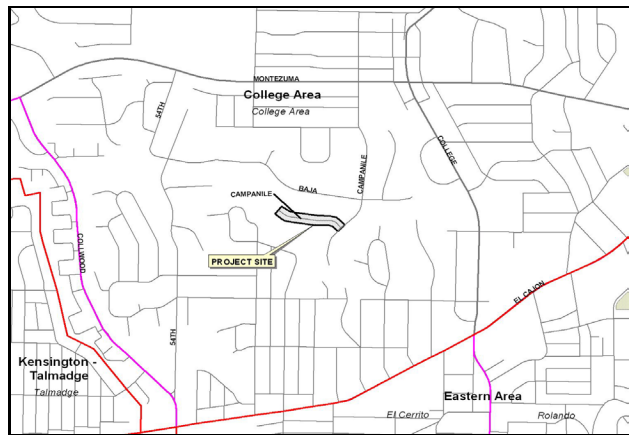 MONTEZUMA
College Area
College Area
54TH
COLLEGE
CAMPANILE
BAJA
CAMPANILE
COLLWOOD
PROJECT SITE
EL CAJON
54TH
Kensington -
Talmadge
Talmadge
Eastern Area
El Cerrito
Rolando